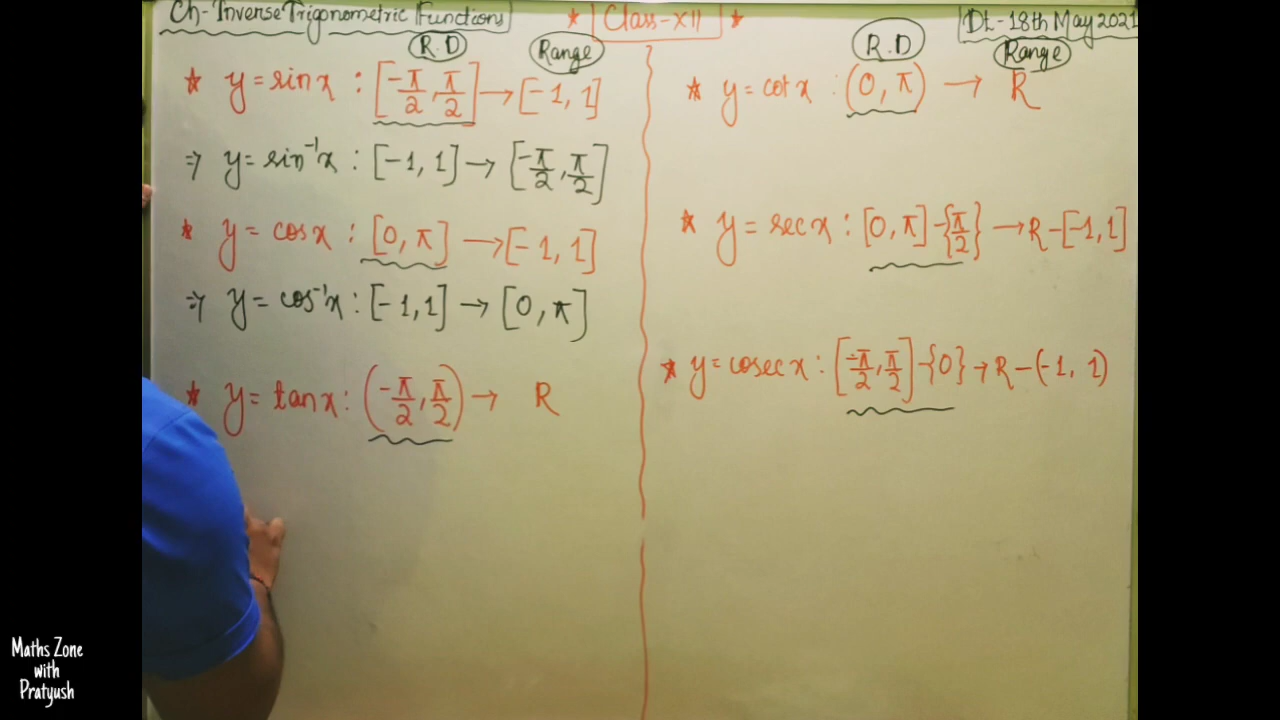 Ch- Inverse Trigonometric Functions
★ Class-XII ★
Dt-18th May 2021
R.D Range
★ y = sin x : [-π/2, π/2] → [-1, 1]
⇒ y = sin⁻¹x : [-1, 1] → [-π/2, π/2]
★ y = cos x : [0, π] → [-1, 1]
⇒ y = cos⁻¹x : [-1, 1] → [0, π]
★ y = tan x : (-π/2, π/2) → R
R.D Range
★ y = cot x : (0, π) → R
★ y = sec x : [0, π] - {π/2} → R - [-1, 1]
★ y = cosec x : [-π/2, π/2] - {0} → R - (-1, 1)
Maths Zone
with
Pratyush